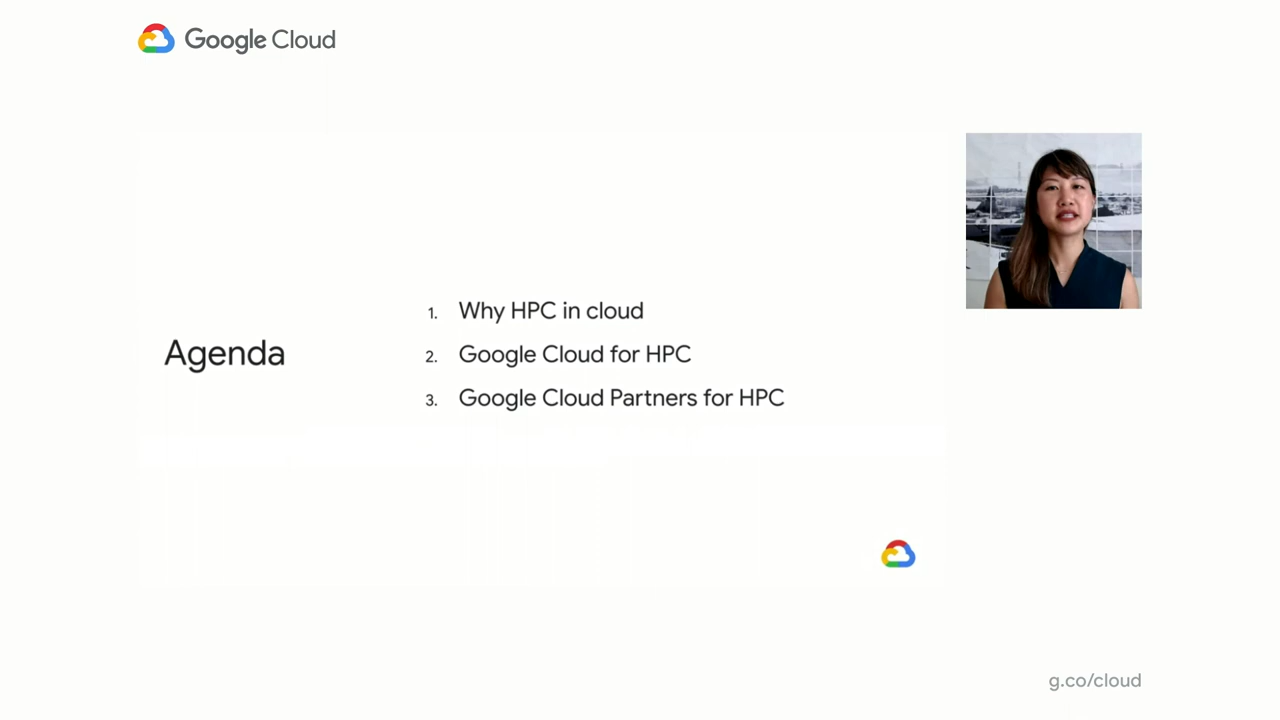 Google Cloud
Agenda
1. Why HPC in cloud
2. Google Cloud for HPC
3. Google Cloud Partners for HPC
g.co/cloud